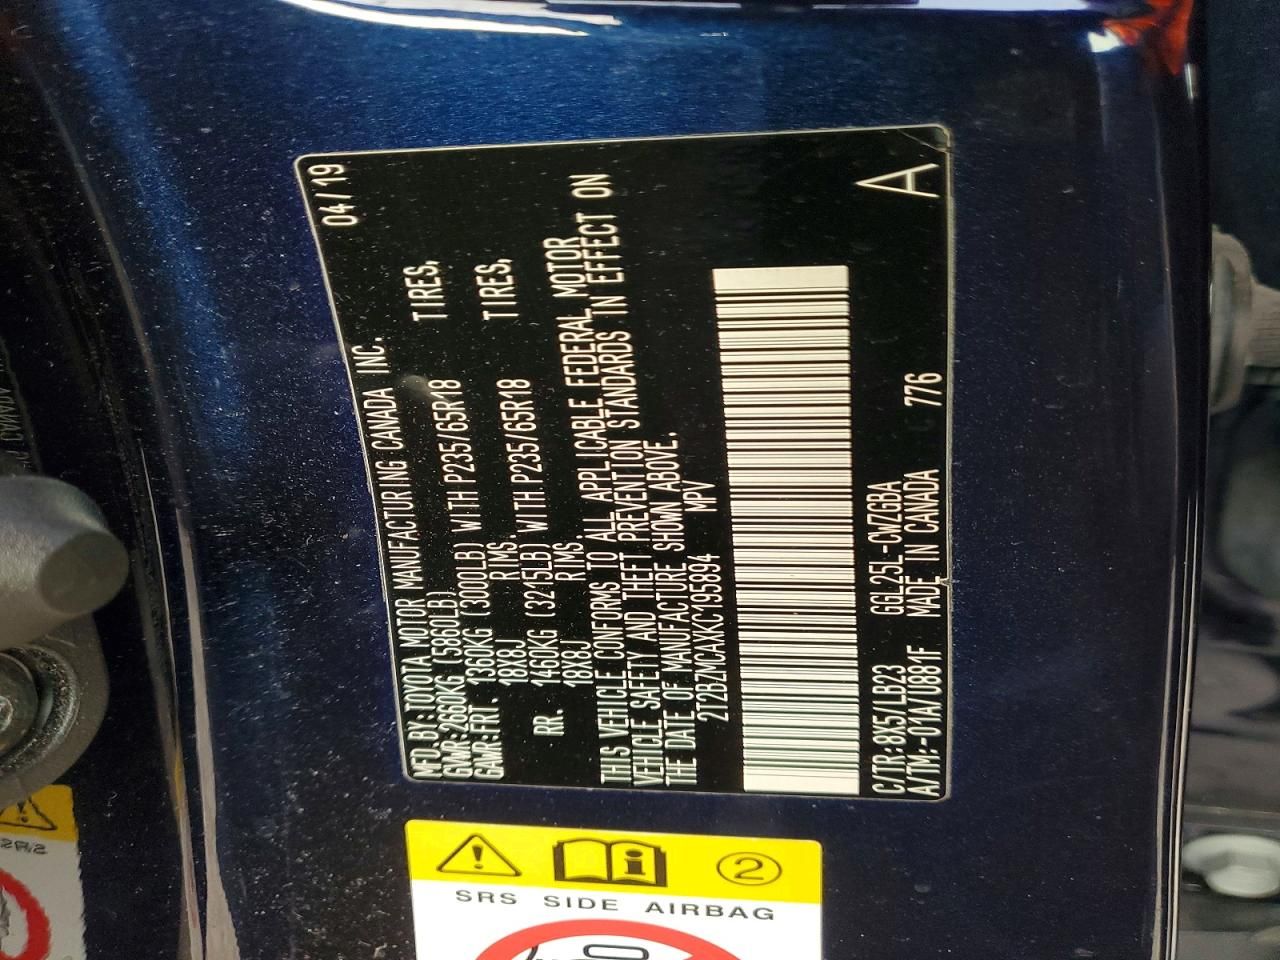 MFD.BY:TOYOTA MOTOR MANUFACTURING CANADA INC. 04/19
GVWR:2660KG (5860LB)
GAWR:FRT. 1360KG (3000LB) WITH P235/65R18 TIRES,
18X8J RIMS.
RR. 1460KG (3215LB) WITH P235/65R18 TIRES,
18X8J RIMS.
THIS VEHICLE CONFORMS TO ALL APPLICABLE FEDERAL MOTOR
VEHICLE SAFETY AND THEFT PREVENTION STANDARDS IN EFFECT ON
THE DATE OF MANUFACTURE SHOWN ABOVE.
2T2BZMCAXKC195894 MPV
C/TR:8X5/LB23 GGL25L-CWZGBA
A/TM:-01A/U881F MADE IN CANADA 776
A
2
SRS SIDE AIRBAG